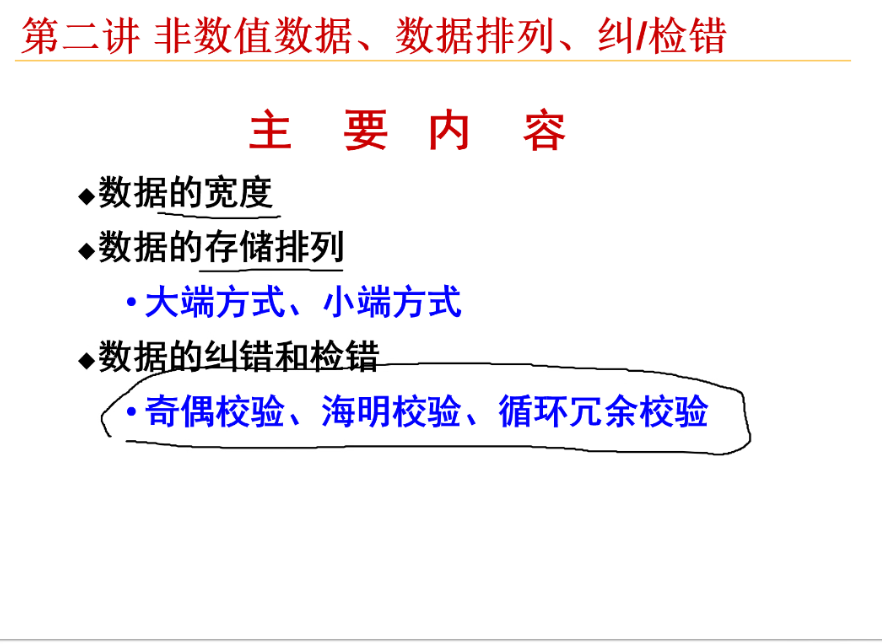 第二讲 非数值数据、数据排列、纠/检错
主 要 内 容
◆数据的宽度
◆数据的存储排列
•大端方式、小端方式
◆数据的纠错和检错
•奇偶校验、海明校验、循环冗余校验